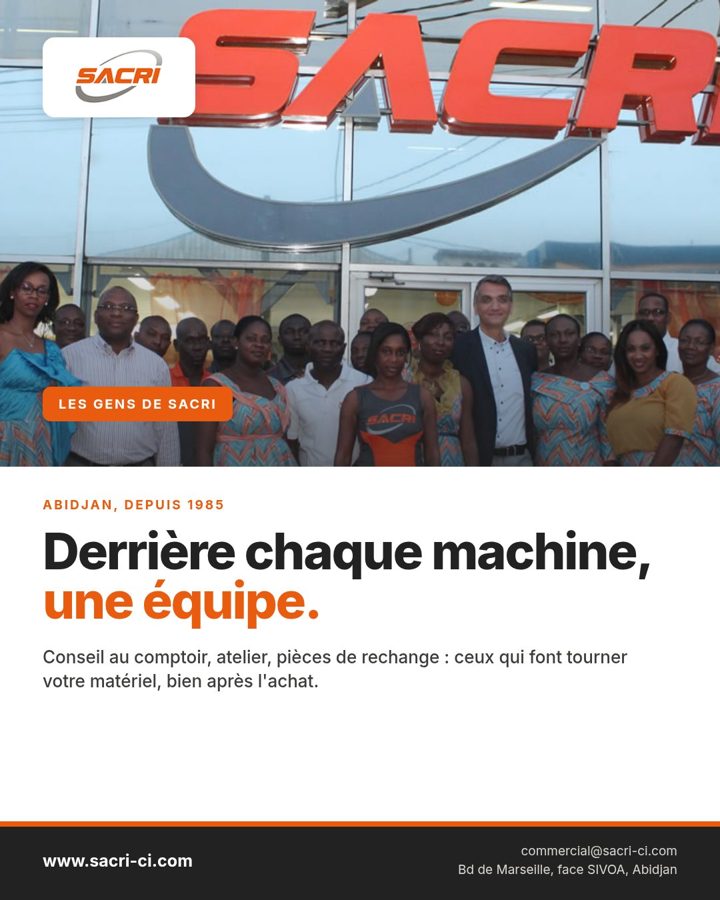 SACRI
SACR
SACRI
LES GENS DE SACRI
ABIDJAN, DEPUIS 1985
Derrière chaque machine,
une équipe.
Conseil au comptoir, atelier, pièces de rechange : ceux qui font tourner
votre matériel, bien après l'achat.
www.sacri-ci.com
commercial@sacri-ci.com
Bd de Marseille, face SIVOA, Abidjan